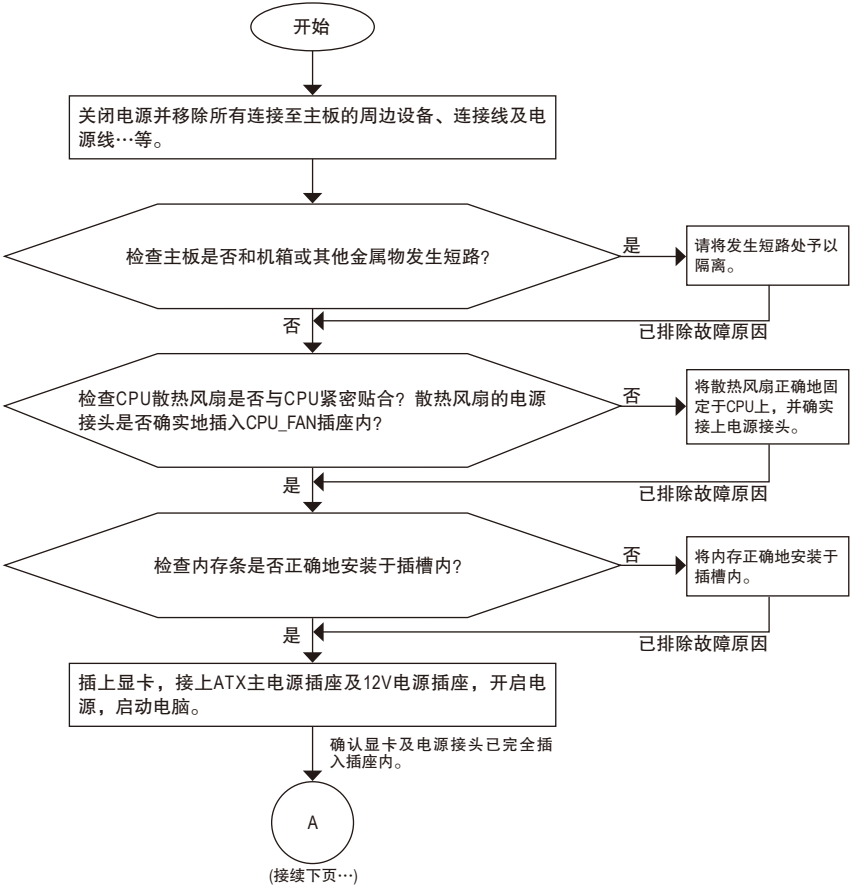 开始
关闭电源并移除所有连接至主板的周边设备、连接线及电
源线…等。
检查主板是否和机箱或其他金属物发生短路?
是
请将发生短路处予以
隔离。
否
已排除故障原因
检查CPU散热风扇是否与CPU紧密贴合? 散热风扇的电源
接头是否确实地插入CPU_FAN插座内?
否
将散热风扇正确地固
定于CPU上，并确实
接上电源接头。
是
已排除故障原因
检查内存条是否正确地安装于插槽内?
否
将内存正确地安装于
插槽内。
是
已排除故障原因
插上显卡，接上ATX主电源插座及12V电源插座，开启电
源，启动电脑。
确认显卡及电源接头已完全插
入插座内。
A
(接续下页…)